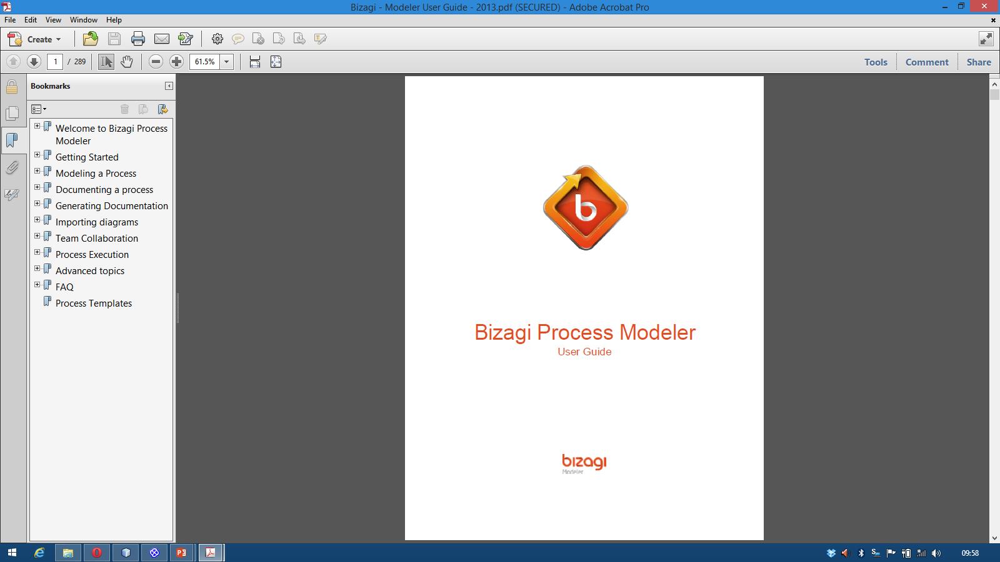 Bizagi - Modeler User Guide - 2013.pdf (SECURED) - Adobe Acrobat Pro
File Edit View Window Help
Create
1 / 289 61.5% Tools Comment Share
Bookmarks
Welcome to Bizagi Process
Modeler
Getting Started
Modeling a Process
Documenting a process
Generating Documentation
Importing diagrams
Team Collaboration
Process Execution
Advanced topics
FAQ
Process Templates
b
Bizagi Process Modeler
User Guide
bizagi
Modeler
09:58